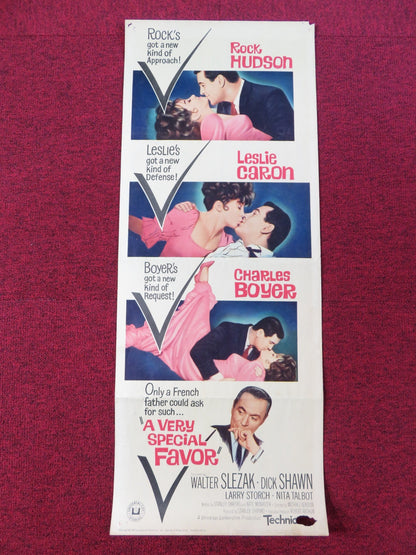 ROCK'S
got a new
kind of
Approach!
ROCK
HUDSON
LESLIE'S
got a new
kind of
Defense!
LESLIE
CARON
BOYER'S
got a new
kind of
Request!
CHARLES
BOYER
Only a French
father could ask
for such...
"A VERY
SPECIAL
FAVOR"
WALTER SLEZAK · DICK SHAWN
LARRY STORCH · NITA TALBOT
Technic